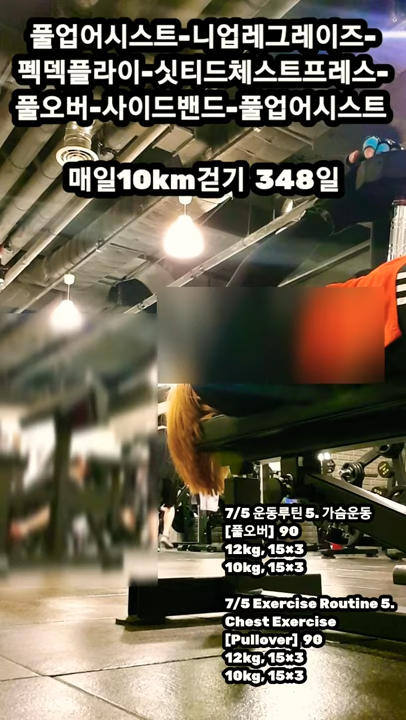 풀업어시스트-니업레그레이즈-
펙덱플라이-싯티드체스트프레스-
풀오버-사이드밴드-풀업어시스트
매일10km걷기 348일
7/5 운동루틴 5. 가슴운동
[풀오버] 90
12kg, 15×3
10kg, 15×3
7/5 Exercise Routine 5.
Chest Exercise
[Pullover] 90
12kg, 15×3
10kg, 15×3